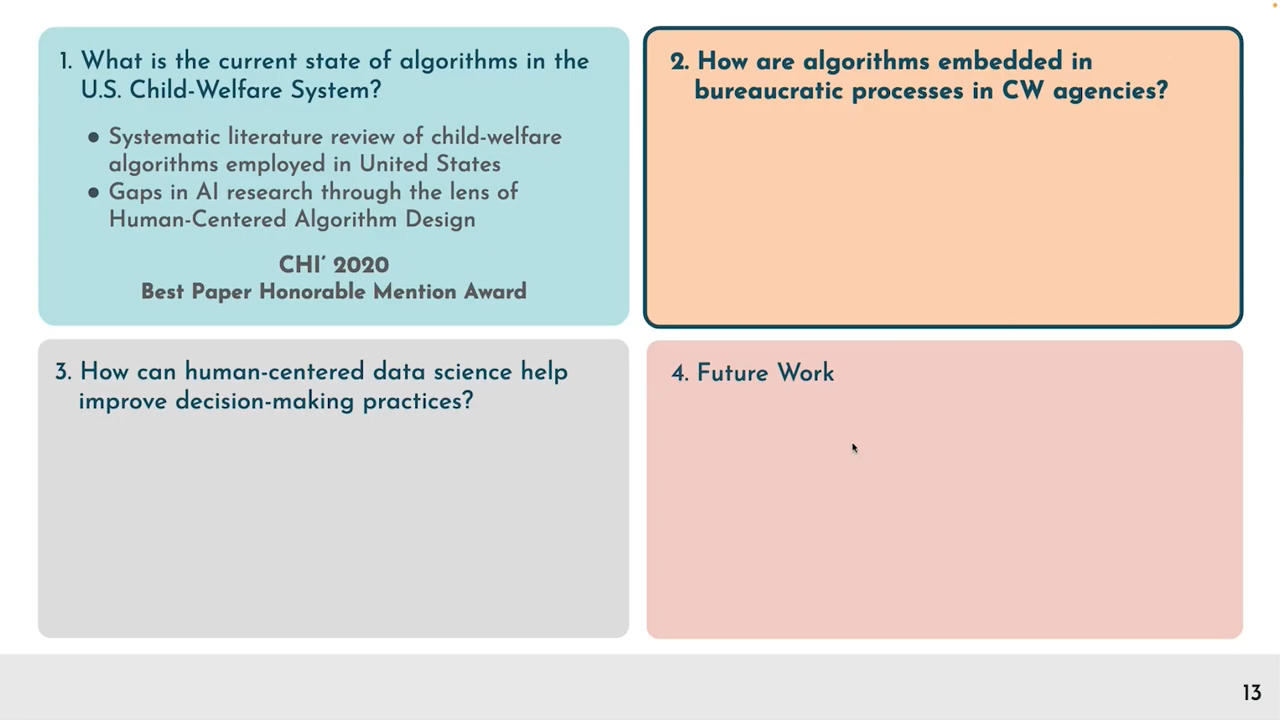 1. What is the current state of algorithms in the
U.S. Child-Welfare System?
● Systematic literature review of child-welfare
algorithms employed in United States
● Gaps in AI research through the lens of
Human-Centered Algorithm Design
CHI' 2020
Best Paper Honorable Mention Award
2. How are algorithms embedded in
bureaucratic processes in CW agencies?
3. How can human-centered data science help
improve decision-making practices?
4. Future Work
13